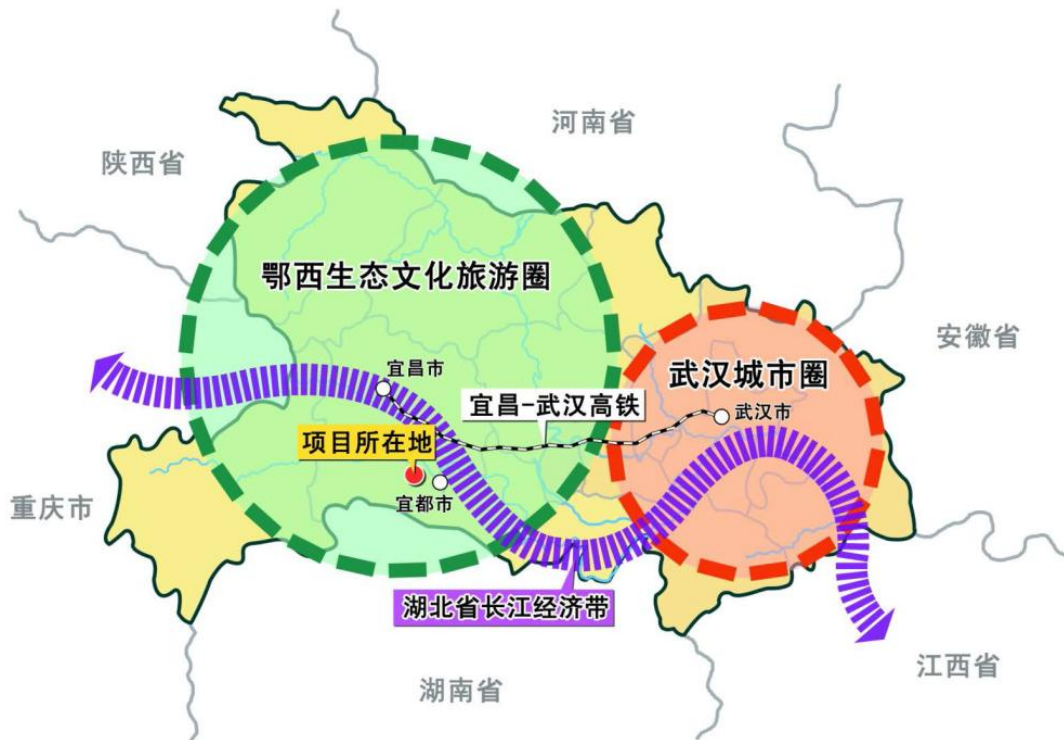 河南省
陕西省
鄂西生态文化旅游圈
安徽省
宜昌市
武汉城市圈
宜昌-武汉高铁
武汉市
项目所在地
重庆市
宜都市
湖北省长江经济带
江西省
湖南省